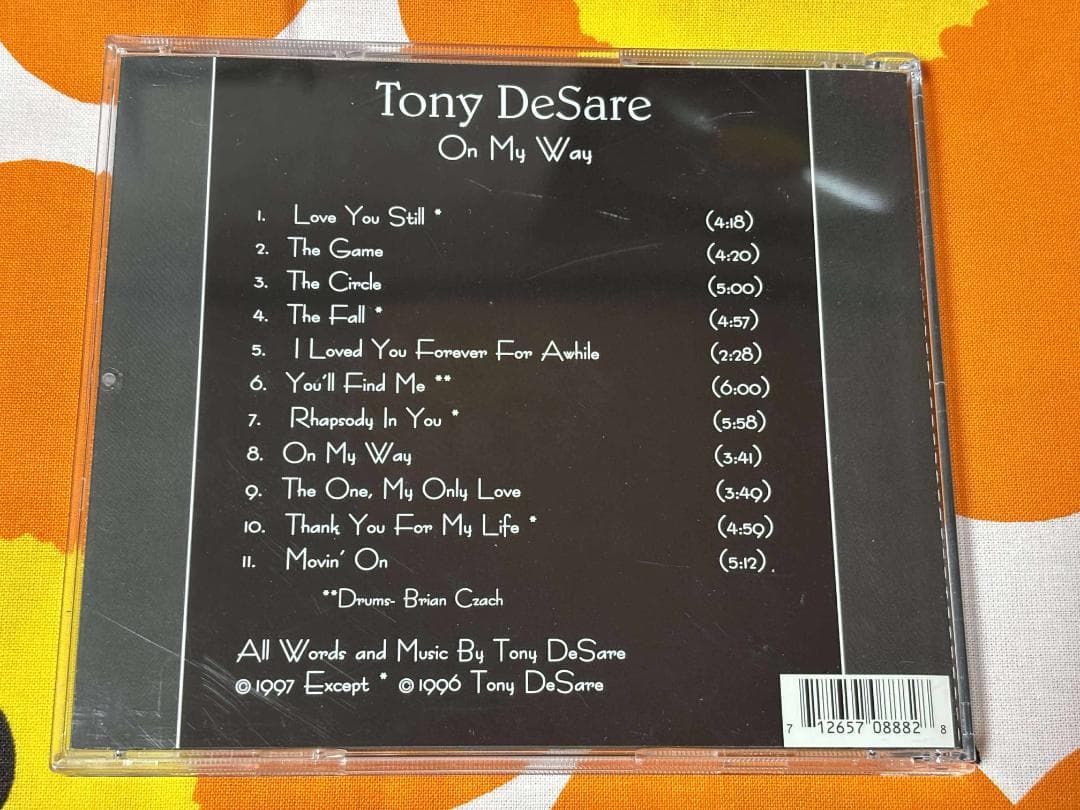 Tony DeSare
On My Way
1. Love You Still * (4:18)
2. The Game (4:20)
3. The Circle (5:00)
4. The Fall * (4:57)
5. I Loved You Forever For Awhile (2:28)
6. You'll Find Me ** (6:00)
7. Rhapsody In You * (5:58)
8. On My Way (3:41)
9. The One, My Only Love (3:49)
10. Thank You For My Life * (4:59)
11. Movin' On (5:12) .
**Drums- Brian Czach
All Words and Music By Tony DeSare
©1997 Except * ©1996 Tony DeSare
7 12657 08882 8